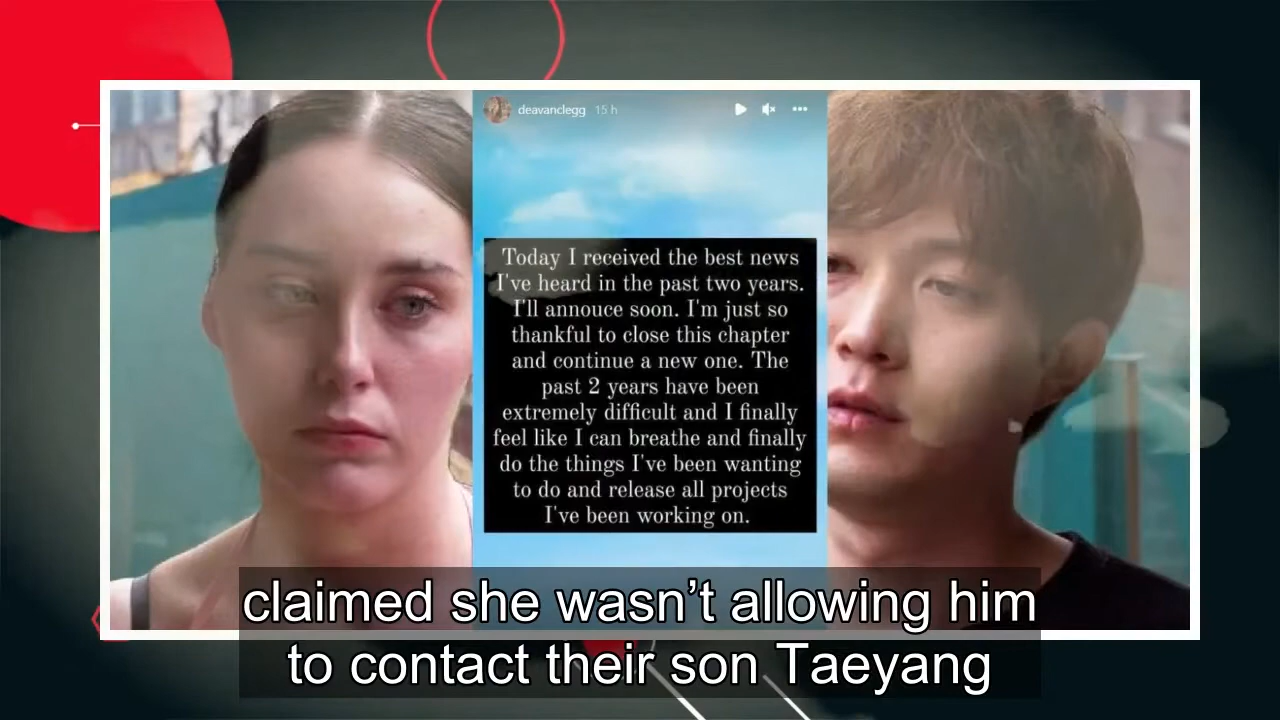 deavanclegg 15 h
Today I received the best news
I've heard in the past two years.
I'll annouce soon. I'm just so
thankful to close this chapter
and continue a new one. The
past 2 years have been
extremely difficult and I finally
feel like I can breathe and finally
do the things I've been wanting
to do and release all projects
I've been working on.
claimed she wasn’t allowing him
to contact their son Taeyang